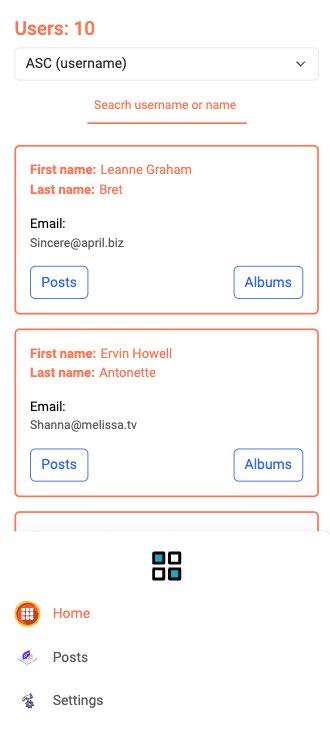 Users: 10
ASC (username)
Seacrh username or name
First name: Leanne Graham
Last name: Bret
Email:
Sincere@april.biz
Posts Albums
First name: Ervin Howell
Last name: Antonette
Email:
Shanna@melissa.tv
Posts Albums
Home
Posts
Settings